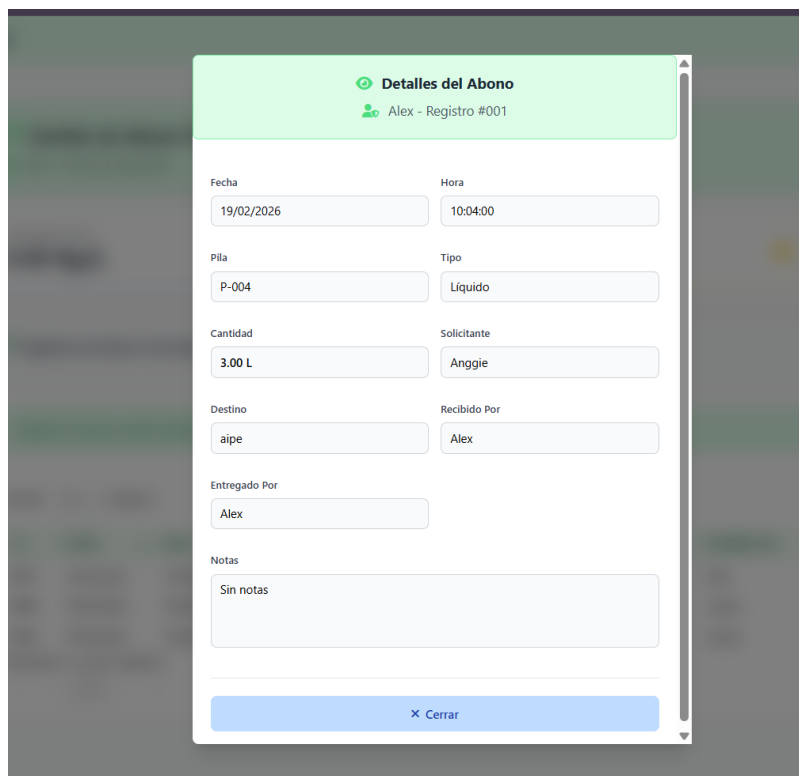 Detalles del Abono
Alex - Registro #001
Fecha
Hora
19/02/2026
10:04:00
Pila
Tipo
P-004
Líquido
Cantidad
Solicitante
3.00 L
Anggie
Destino
Recibido Por
aipe
Alex
Entregado Por
Alex
Notas
Sin notas
× Cerrar